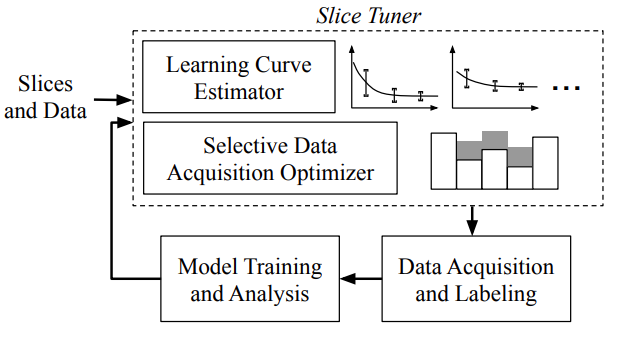 Slice Tuner
Learning Curve
Estimator
...
Slices
and Data
Selective Data
Acquisition Optimizer
Model Training
and Analysis
Data Acquisition
and Labeling